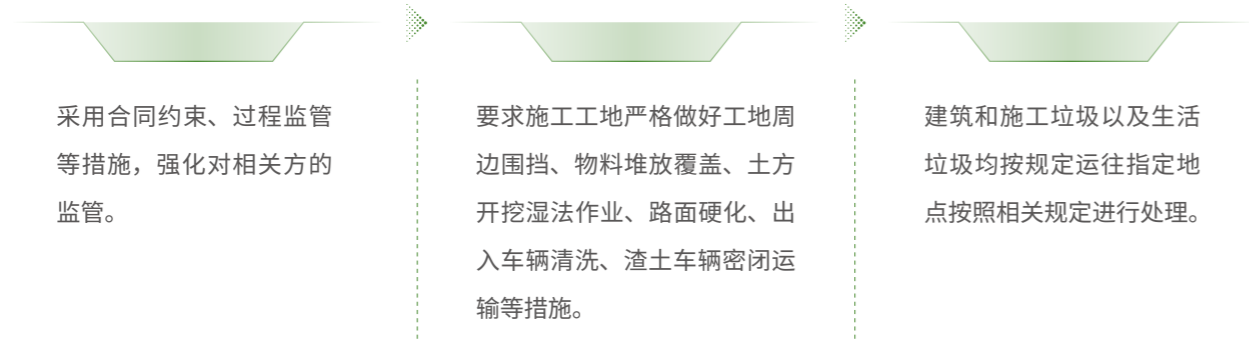 采用合同约束、过程监管
等措施，强化对相关方的
监管。
要求施工工地严格做好工地周
边围挡、物料堆放覆盖、土方
开挖湿法作业、路面硬化、出
入车辆清洗、渣土车辆密闭运
输等措施。
建筑和施工垃圾以及生活
垃圾均按规定运往指定地
点按照相关规定进行处理。